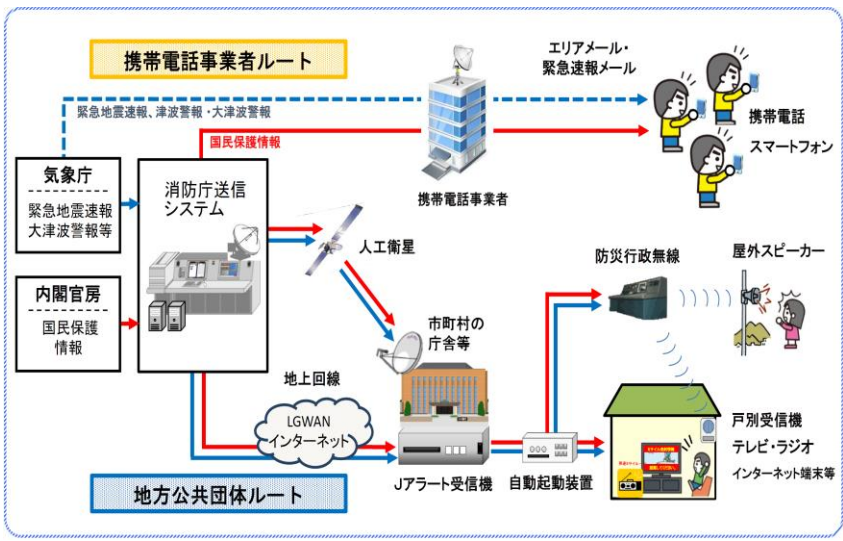 携帯電話事業者ルート
エリアメール・
緊急速報メール
緊急地震速報、津波警報・大津波警報
国民保護情報
携帯電話
スマートフォン
気象庁
緊急地震速報
大津波警報等
消防庁送信
システム
携帯電話事業者
人工衛星
防災行政無線
屋外スピーカー
内閣官房
国民保護
情報
市町村の
庁舎等
地上回線
LGWAN
インターネット
戸別受信機
テレビ・ラジオ
インターネット端末等
Jアラート受信機
自動起動装置
地方公共団体ルート